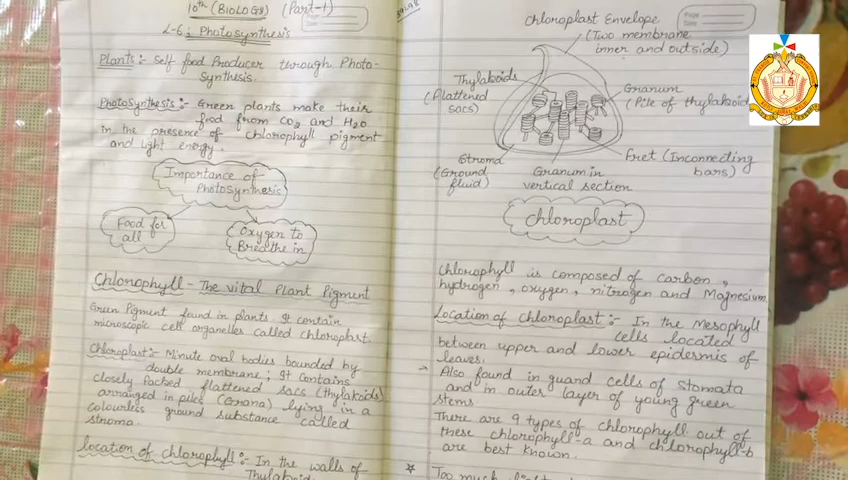 10th (BIOLOGY) (Part-1)
L-6: Photosynthesis
Plants:- Self food Producer through Photo-
Synthesis.
Photosynthesis:- Green plants make their
food from CO2 and H2O
in the presence of chlorophyll pigment
and light energy.
Importance of
Photosynthesis
Food for
all
Oxygen to
Breathe in
Chlorophyll - The vital Plant Pigment
Green Pigment found in plants. It contain
microscopic cell organelles called chloroplast.
Chloroplast:- Minute oval bodies bounded by
double membrane; It contains
closely Packed flattened sacs (thylakoids)
arranged in piles (Grana) lying in a
colourless ground substance called
stroma.
Location of chlorophyll:- In the walls of
Thylakoid
Page
Date
Chloroplast Envelope
(Two membrane
inner and outside)
Thylakoids
(Flattened
sacs)
Granum
(Pile of thylakoid
Stroma
(Ground
fluid)
Granum in
vertical section
Fret (Inconnecting
bars)
Chloroplast
Chlorophyll is composed of carbon,
hydrogen, oxygen, nitrogen and Magnesium.
Location of Chloroplast:- In the Mesophyll
cells located
between upper and lower epidermis of
leaves.
→ Also found in guand cells of stomata
and in outer layer of young green
stems.
There are 9 types of chlorophyll. out of
these chlorophyll-a and chlorophyll-b
are best known.
Too much